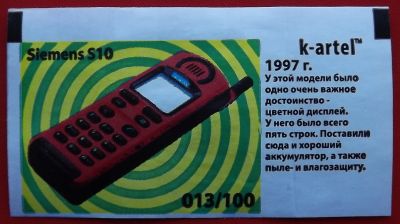 Siemens S10
k-artel™
1997 г.
У этой модели было
одно очень важное
достоинство -
цветной дисплей.
У него было всего
пять строк. Поставили
сюда и хороший
аккумулятор, а также
пыле- и влагозащиту.
013/100